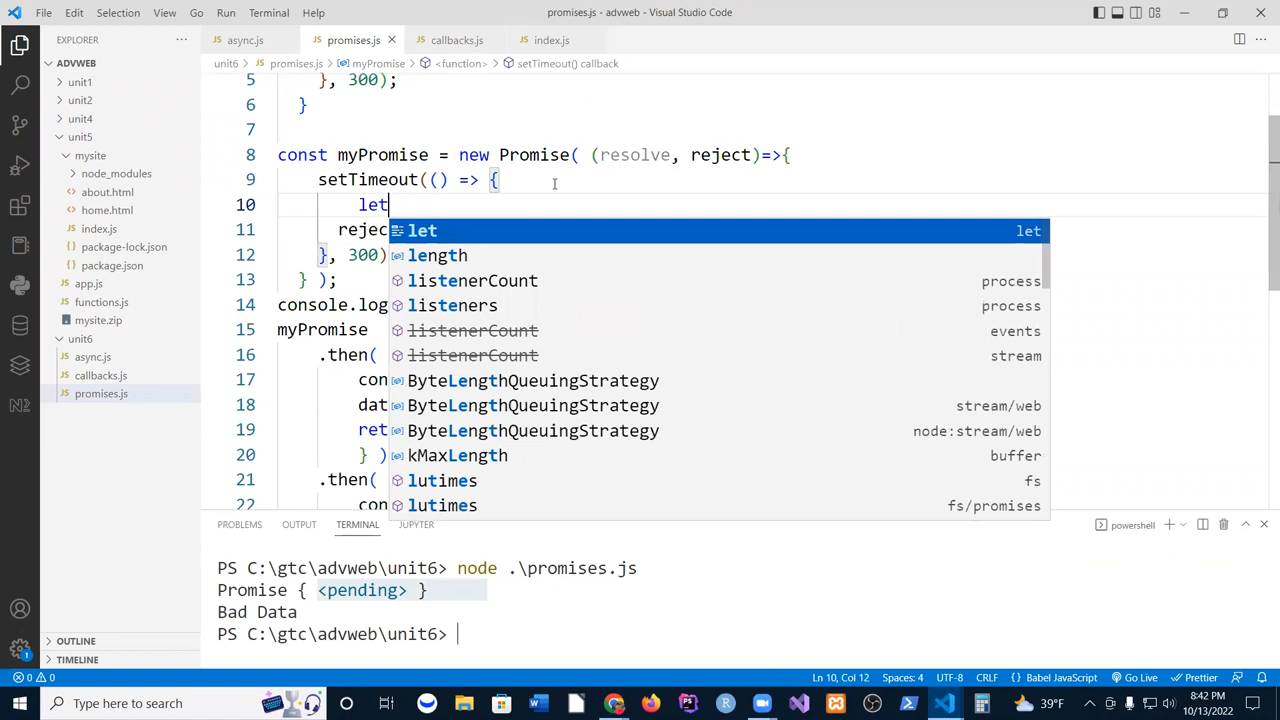 File Edit Selection View Go Run Terminal Help
promises.js - advweb - Visual Studio Code
EXPLORER
async.js
promises.js
callbacks.js
index.js
unit6 > promises.js > myPromise > <function> > setTimeout() callback
ADVWEB
unit1
unit2
unit4
unit5
mysite
node_modules
about.html
home.html
index.js
package-lock.json
package.json
app.js
functions.js
mysite.zip
unit6
async.js
callbacks.js
promises.js
OUTLINE
TIMELINE
5 }, 300);
6 }
7
8 const myPromise = new Promise( (resolve, reject)=>{
9 setTimeout(() => {
10 let
11 rejec
12 }, 300)
13 } );
14 console.log
15 myPromise
16 .then(
17 con
18 dat
19 ret
20 } )
21 .then(
22 con
let let
length
listenerCount process
listeners process
listenerCount events
listenerCount stream
ByteLengthQueuingStrategy
ByteLengthQueuingStrategy stream/web
ByteLengthQueuingStrategy node:stream/web
kMaxLength buffer
lutimes fs
lutimes fs/promises
PROBLEMS OUTPUT TERMINAL JUPYTER
powershell
PS C:\gtc\advweb\unit6> node .\promises.js
Promise { <pending> }
Bad Data
PS C:\gtc\advweb\unit6>
0 0
Ln 10, Col 12 Spaces: 4 UTF-8 CRLF {} Babel JavaScript Go Live Prettier
Type here to search
39°F
8:42 PM
10/13/2022